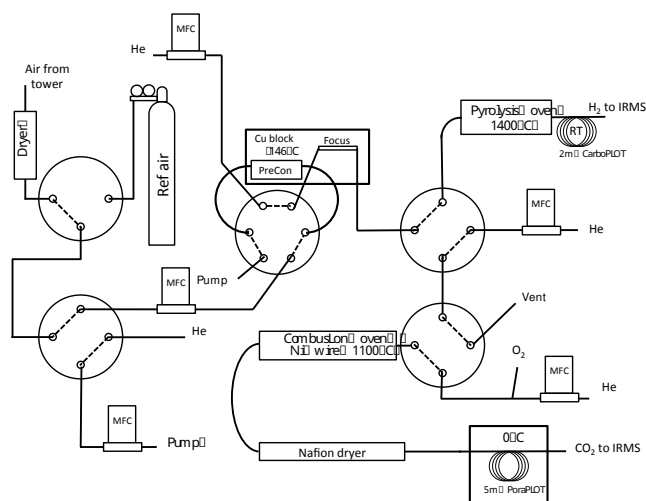 MFC
He
Air from
tower
Dryer
Ref air
Cu block
146 C
PreCon
Focus
Pyrolysis oven
1400 C
H2 to IRMS
RT
2m CarboPLOT
MFC
He
Pump
MFC
He
MFC
Pump
Vent
O2
MFC
He
Ni wire 1100 C
Nafion dryer
0 C
CO2 to IRMS
5m PoraPLOT